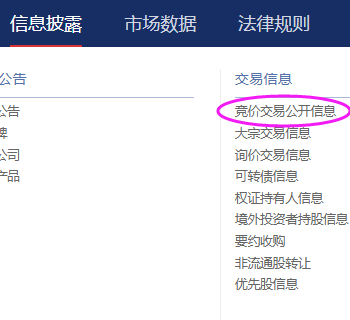 信息披露 市场数据 法律规则
公告
公告
牌
公司
产品
交易信息
竞价交易公开信息
大宗交易信息
询价交易信息
可转债信息
权证持有人信息
境外投资者持股信息
要约收购
非流通股转让
优先股信息